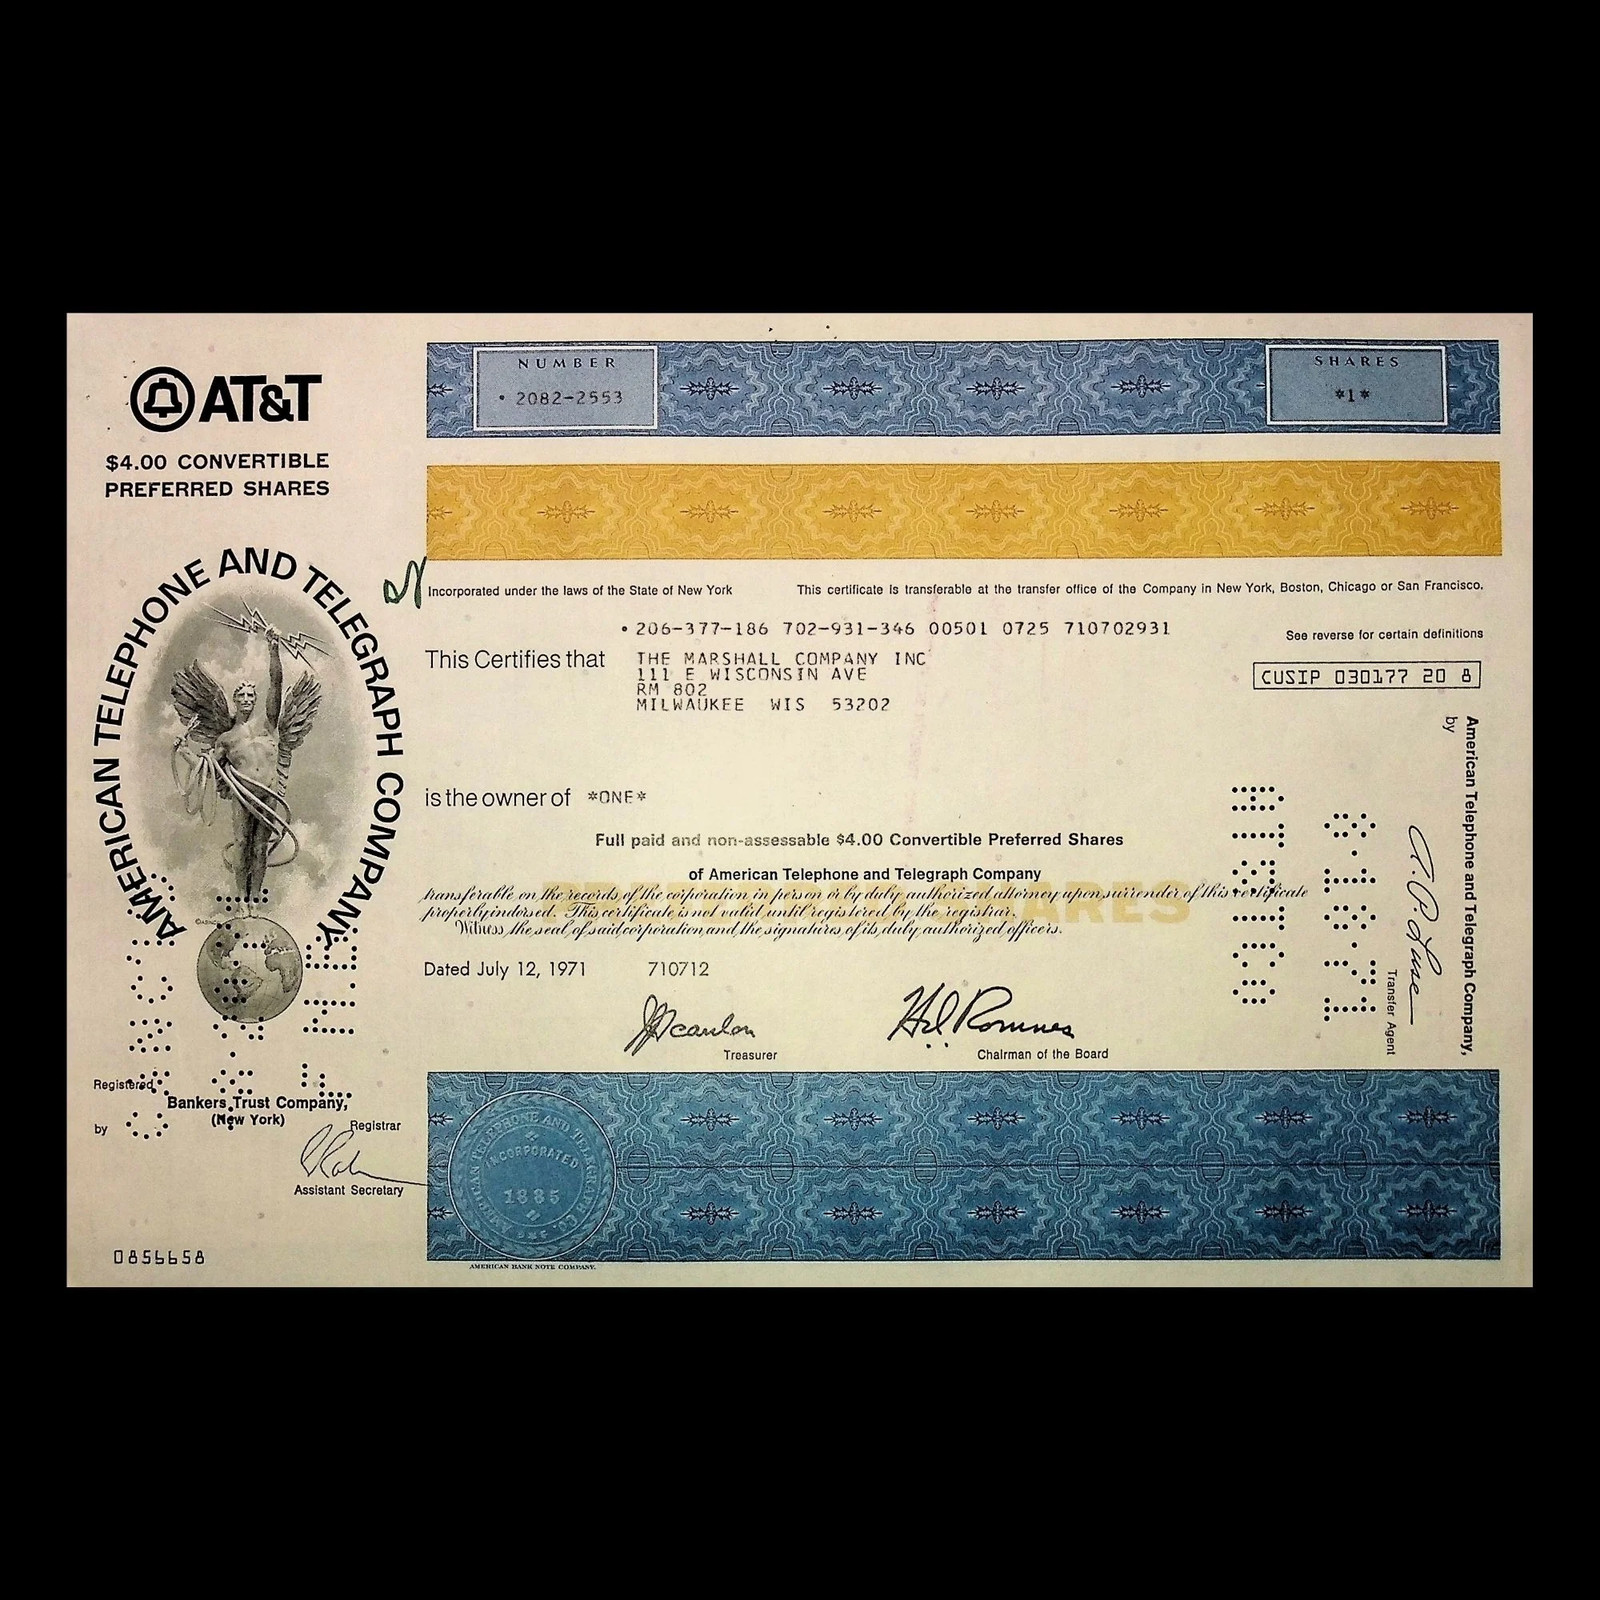 AT&T
$4.00 CONVERTIBLE
PREFERRED SHARES
AMERICAN TELEPHONE AND TELEGRAPH COMPANY
NUMBER
• 2082-2553
SHARES
*1*
Incorporated under the laws of the State of New York
This certificate is transferable at the transfer office of the Company in New York, Boston, Chicago or San Francisco.
• 206-377-186 702-931-346 00501 0725 710702931
See reverse for certain definitions
This Certifies that
THE MARSHALL COMPANY INC
111 E WISCONSIN AVE
RM 802
MILWAUKEE WIS 53202
CUSIP 030177 20 8
is the owner of *ONE*
Full paid and non-assessable $4.00 Convertible Preferred Shares
of American Telephone and Telegraph Company
transferable on the records of the corporation in person or by duly authorized attorney upon surrender of this certificate
properly indorsed. This certificate is not valid until registered by the registrar.
Witness the seal of said corporation and the signatures of its duly authorized officers.
ARES
Dated July 12, 1971 710712
Treasurer
H I Romnes
Chairman of the Board
American Telephone and Telegraph Company,
by
Transfer Agent
Registered
Bankers Trust Company,
(New York)
by
Registrar
Assistant Secretary
AMERICAN TELEPHONE AND TELEGRAPH CO.
INCORPORATED
1885
0856658
AMERICAN BANK NOTE COMPANY.